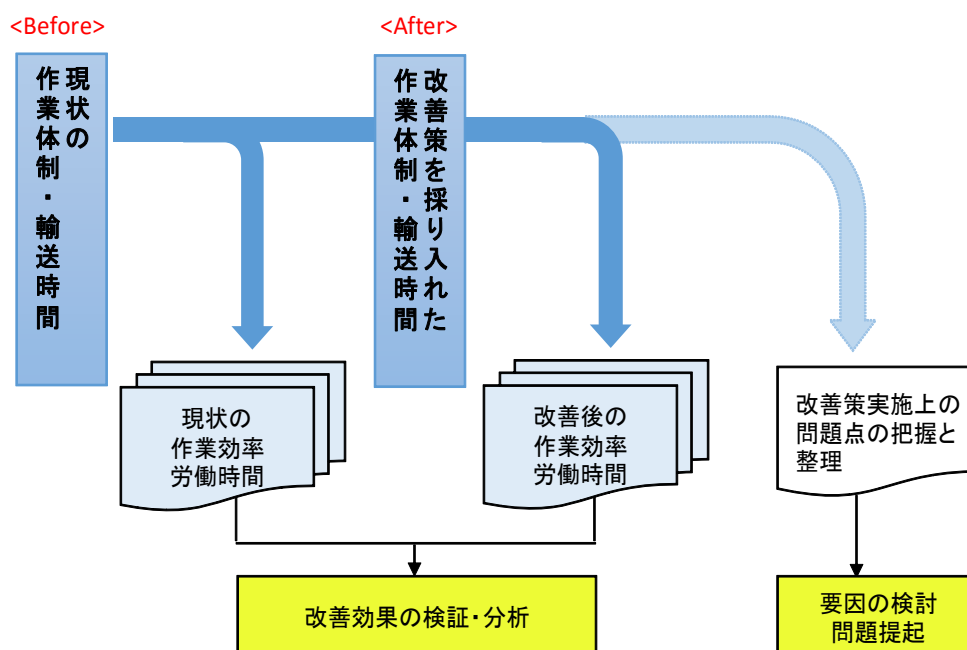 <Before>
<After>
現状の
作業体制・輸送時間
改善策を採り入れた
作業体制・輸送時間
現状の
作業効率
労働時間
改善後の
作業効率
労働時間
改善策実施上の
問題点の把握と
整理
改善効果の検証・分析
要因の検討
問題提起